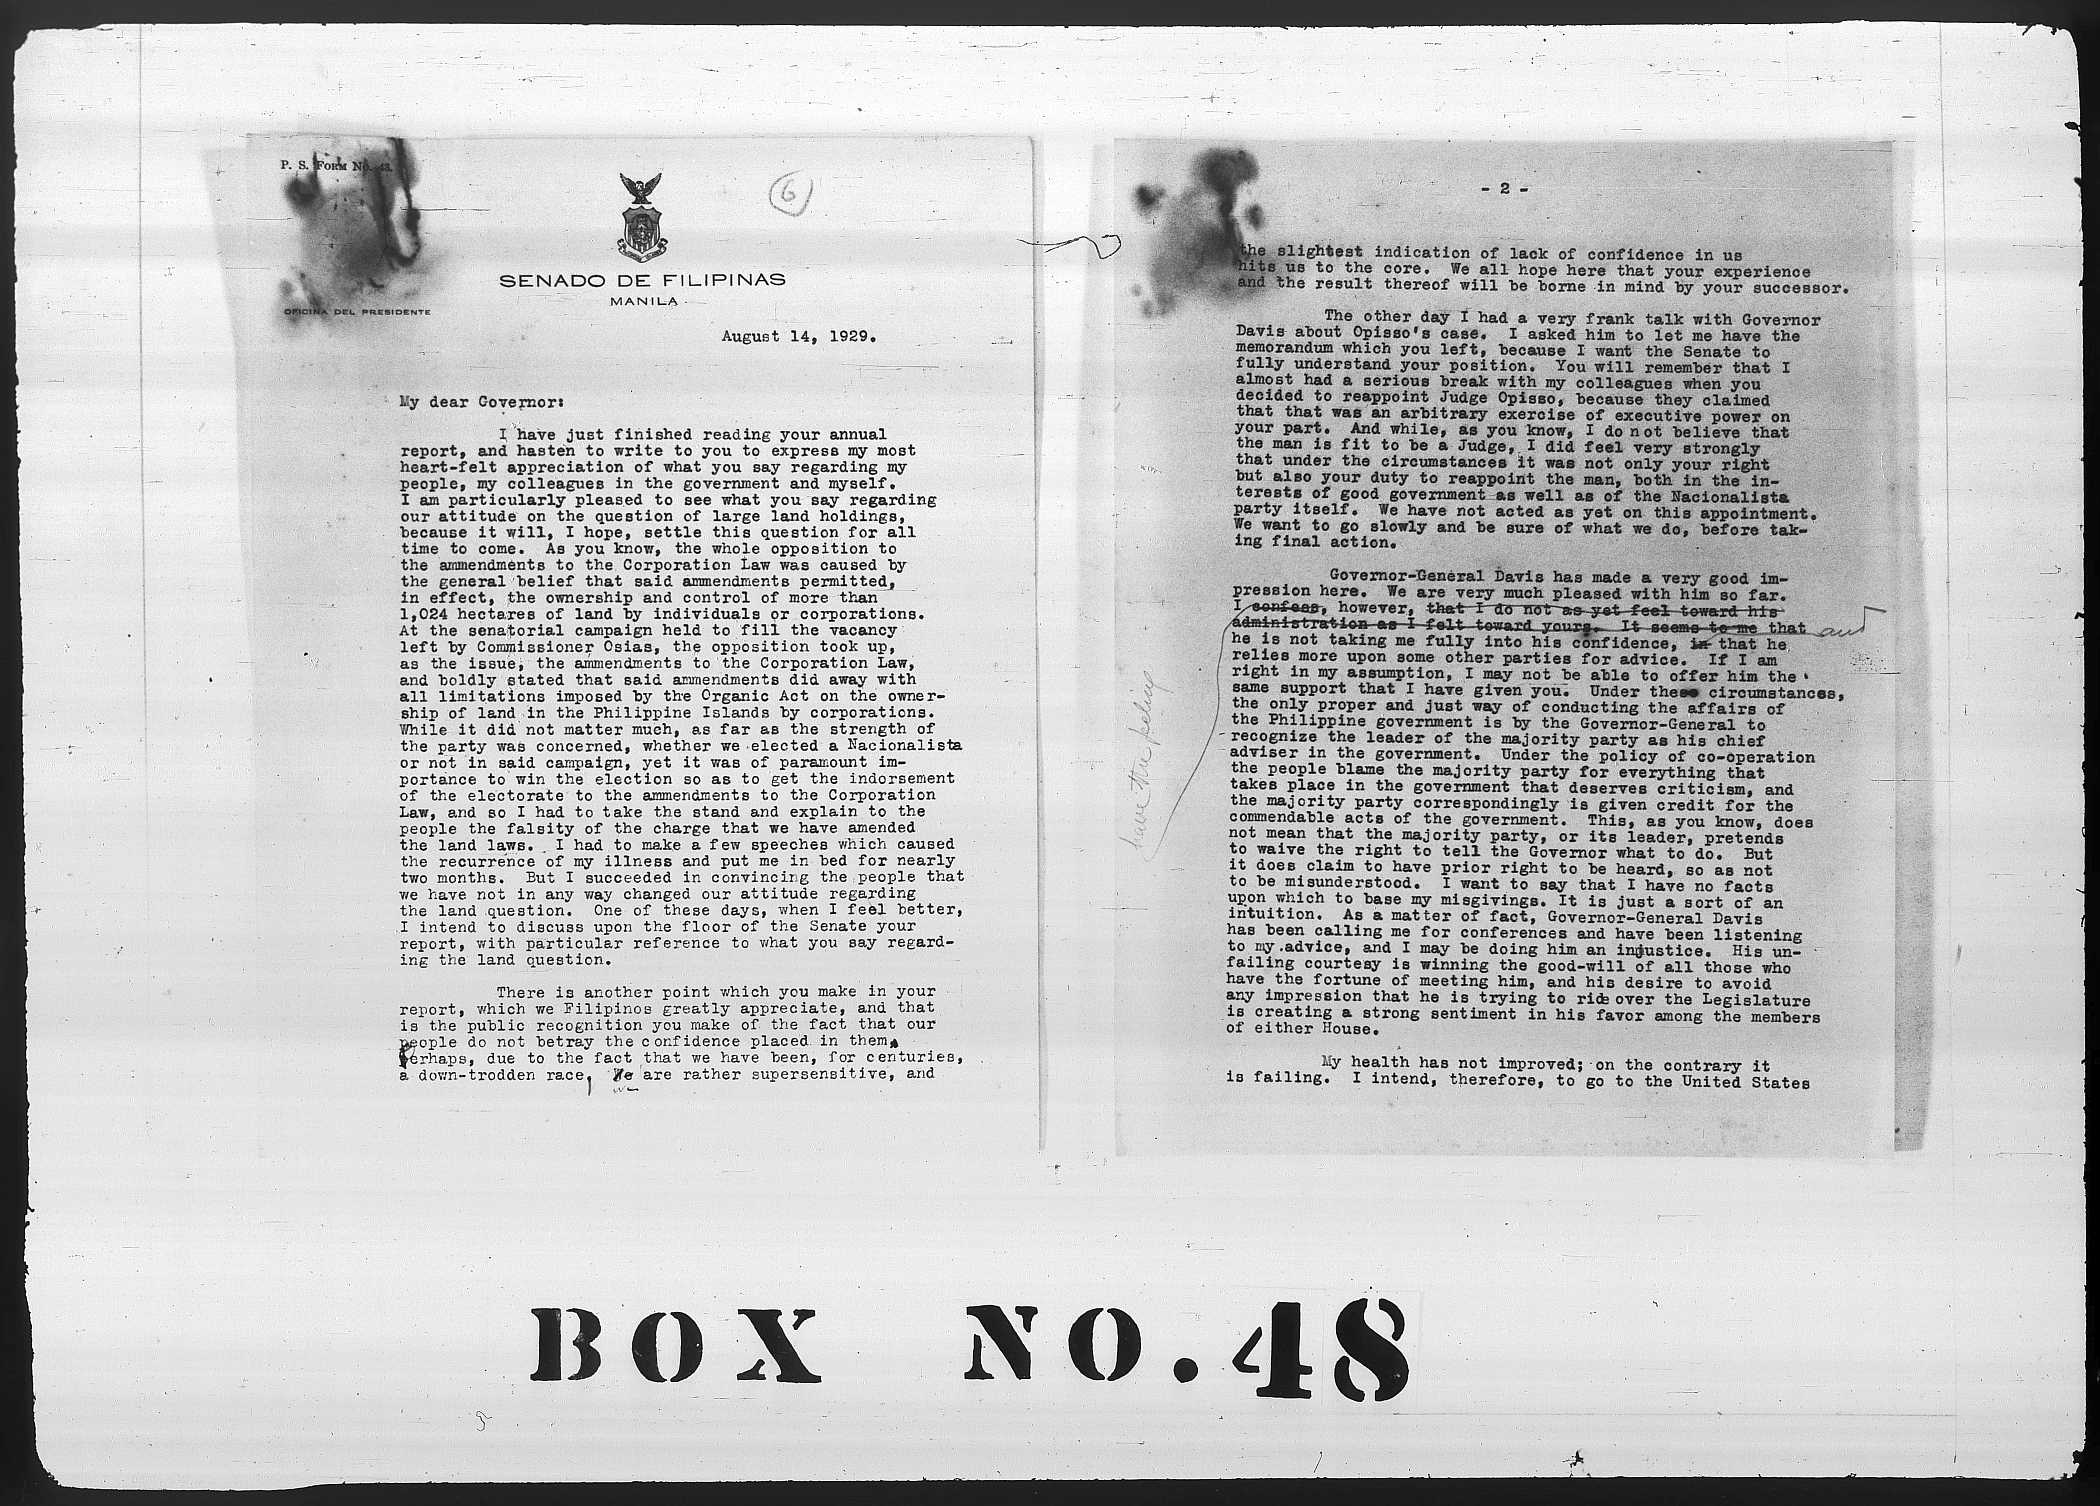 P. S. FORM No. 43.
6
SENADO DE FILIPINAS
MANILA
OFICINA DEL PRESIDENTE
August 14, 1929.
My dear Governor:
I have just finished reading your annual
report, and hasten to write to you to express my most
heart-felt appreciation of what you say regarding my
people, my colleagues in the government and myself.
I am particularly pleased to see what you say regarding
our attitude on the question of large land holdings,
because it will, I hope, settle this question for all
time to come. As you know, the whole opposition to
the ammendments to the Corporation Law was caused by
the general belief that said ammendments permitted,
in effect, the ownership and control of more than
1,024 hectares of land by individuals or corporations.
At the senatorial campaign held to fill the vacancy
left by Commissioner Osias, the opposition took up,
as the issue, the ammendments to the Corporation Law,
and boldly stated that said ammendments did away with
all limitations imposed by the Organic Act on the owner-
ship of land in the Philippine Islands by corporations.
While it did not matter much, as far as the strength of
the party was concerned, whether we elected a Nacionalista
or not in said campaign, yet it was of paramount im-
portance to win the election so as to get the indorsement
of the electorate to the ammendments to the Corporation
Law, and so I had to take the stand and explain to the
people the falsity of the charge that we have amended
the land laws. I had to make a few speeches which caused
the recurrence of my illness and put me in bed for nearly
two months. But I succeeded in convincing the people that
we have not in any way changed our attitude regarding
the land question. One of these days, when I feel better,
I intend to discuss upon the floor of the Senate your
report, with particular reference to what you say regard-
ing the land question.
There is another point which you make in your
report, which we Filipinos greatly appreciate, and that
is the public recognition you make of the fact that our
people do not betray the confidence placed in them.
Perhaps, due to the fact that we have been, for centuries,
a down-trodden race, We are rather supersensitive, and
we
- 2 -
the slightest indication of lack of confidence in us
hits us to the core. We all hope here that your experience
and the result thereof will be borne in mind by your successor.
The other day I had a very frank talk with Governor
Davis about Opisso's case. I asked him to let me have the
memorandum which you left, because I want the Senate to
fully understand your position. You will remember that I
almost had a serious break with my colleagues when you
decided to reappoint Judge Opisso, because they claimed
that that was an arbitrary exercise of executive power on
your part. And while, as you know, I do not believe that
the man is fit to be a Judge, I did feel very strongly
that under the circumstances it was not only your right
but also your duty to reappoint the man, both in the in-
terests of good government as well as of the Nacionalista
party itself. We have not acted as yet on this appointment.
We want to go slowly and be sure of what we do, before tak-
ing final action.
Governor-General Davis has made a very good im-
pression here. We are very much pleased with him so far.
I confess, however, that I do not as yet feel toward his
administration as I felt toward yours. It seems to me that and
he is not taking me fully into his confidence, in that he
relies more upon some other parties for advice. If I am
right in my assumption, I may not be able to offer him the
same support that I have given you. Under these circumstances,
the only proper and just way of conducting the affairs of
the Philippine government is by the Governor-General to
recognize the leader of the majority party as his chief
adviser in the government. Under the policy of co-operation
the people blame the majority party for everything that
takes place in the government that deserves criticism, and
the majority party correspondingly is given credit for the
commendable acts of the government. This, as you know, does
not mean that the majority party, or its leader, pretends
to waive the right to tell the Governor what to do. But
it does claim to have prior right to be heard, so as not
to be misunderstood. I want to say that I have no facts
upon which to base my misgivings. It is just a sort of an
intuition. As a matter of fact, Governor-General Davis
has been calling me for conferences and have been listening
to my advice, and I may be doing him an injustice. His un-
failing courtesy is winning the good-will of all those who
have the fortune of meeting him, and his desire to avoid
any impression that he is trying to ride over the Legislature
is creating a strong sentiment in his favor among the members
of either House.
My health has not improved; on the contrary it
is failing. I intend, therefore, to go to the United States
have the feeling
BOX NO. 48